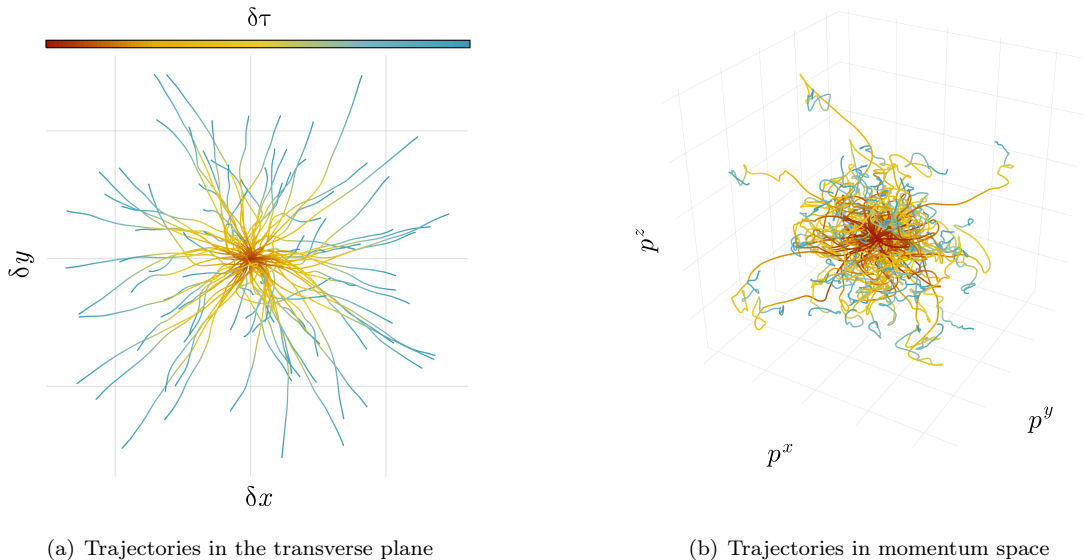 δτ
δy
δx
p^z
p^x
p^y
(a) Trajectories in the transverse plane
(b) Trajectories in momentum space